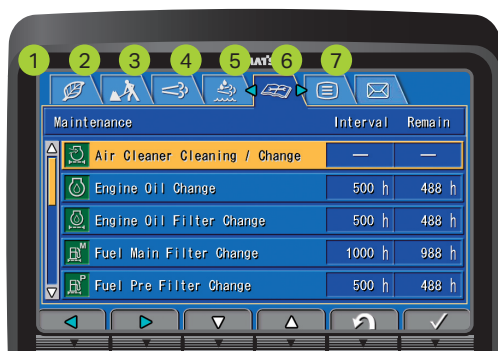 1 2 3 4 5 6 7
Maintenance Interval Remain
Air Cleaner Cleaning / Change — —
Engine Oil Change 500 h 488 h
Engine Oil Filter Change 500 h 488 h
M Fuel Main Filter Change 1000 h 988 h
P Fuel Pre Filter Change 500 h 488 h